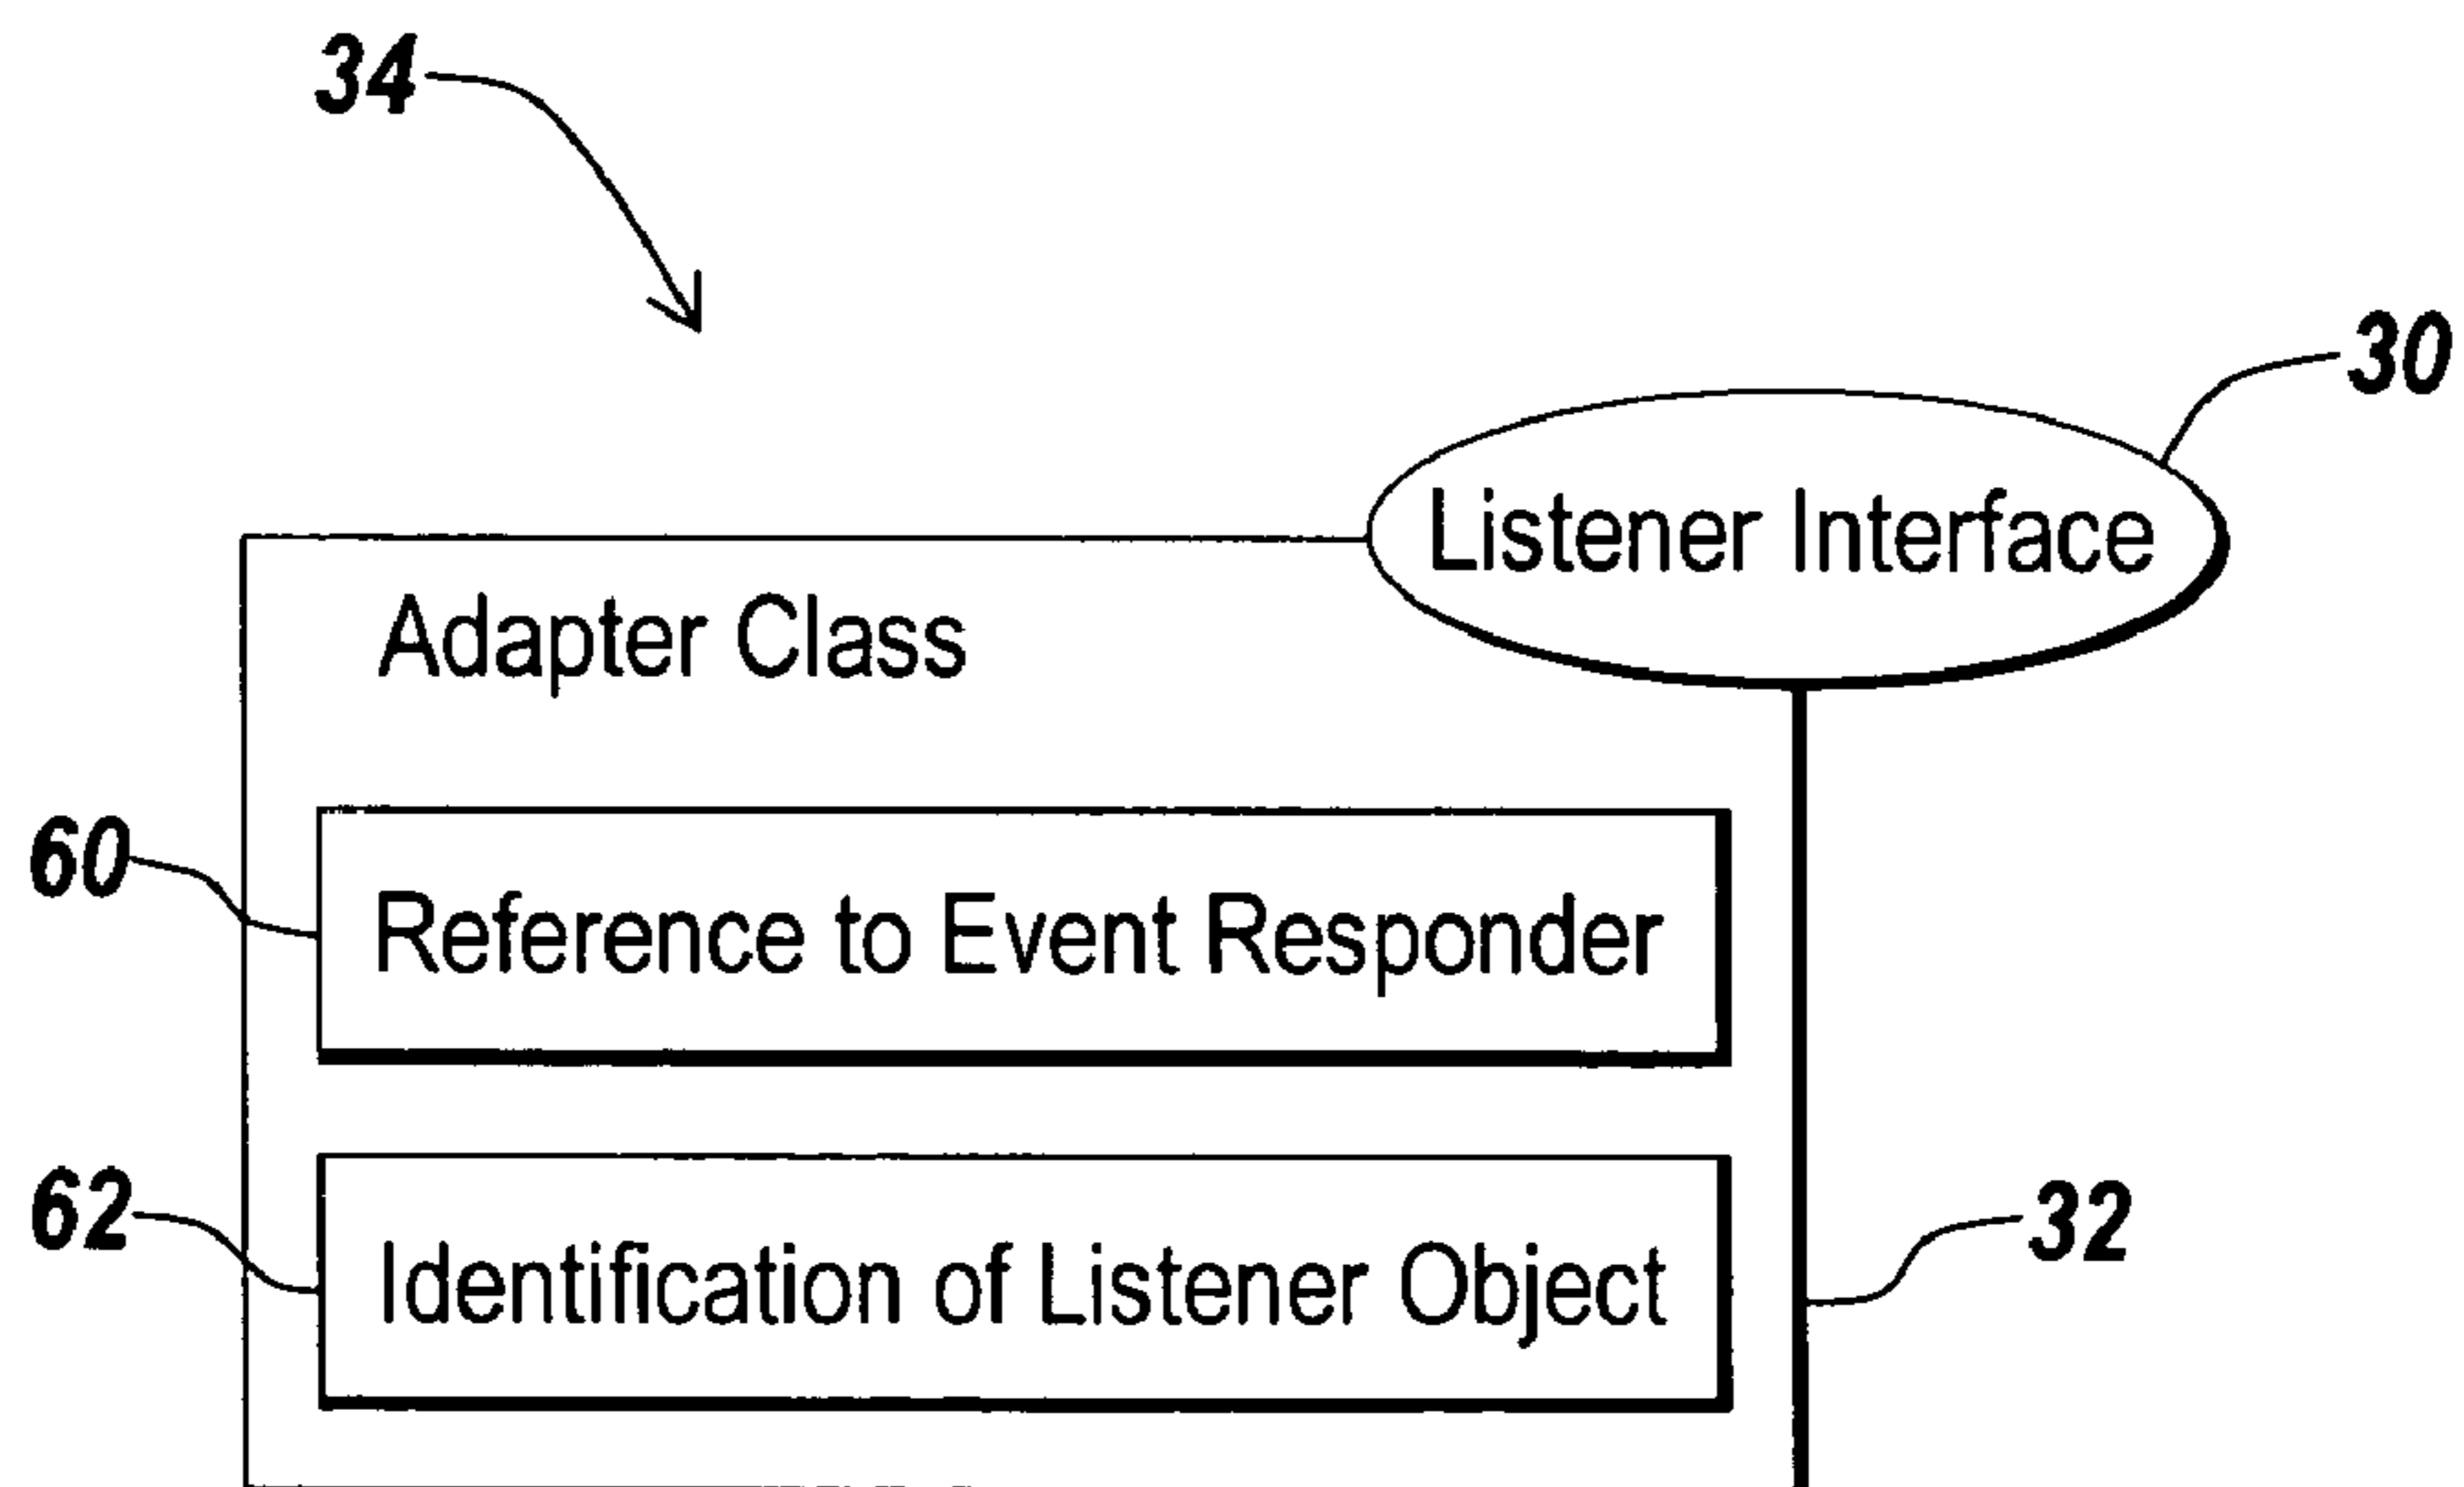 34
30
Listener Interface
Adapter Class
60
Reference to Event Responder
62
Identification of Listener Object
32